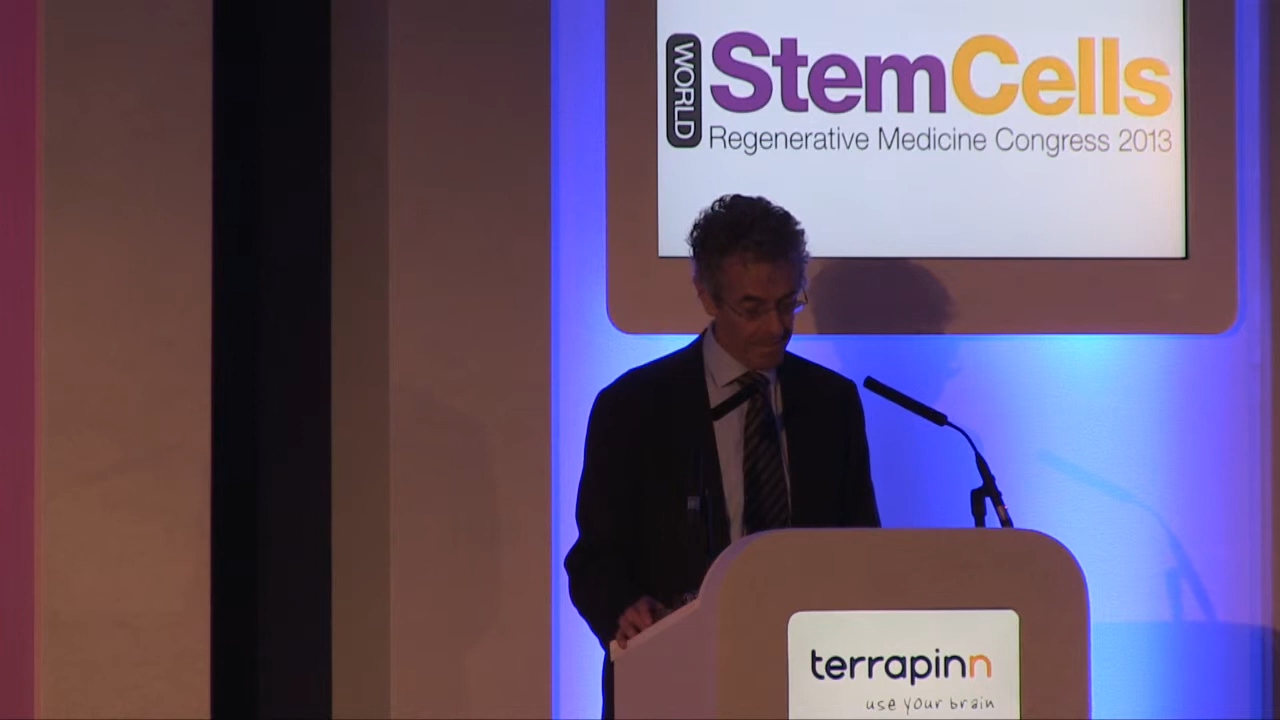 WORLD
StemCells
Regenerative Medicine Congress 2013
terrapinn
use your brain